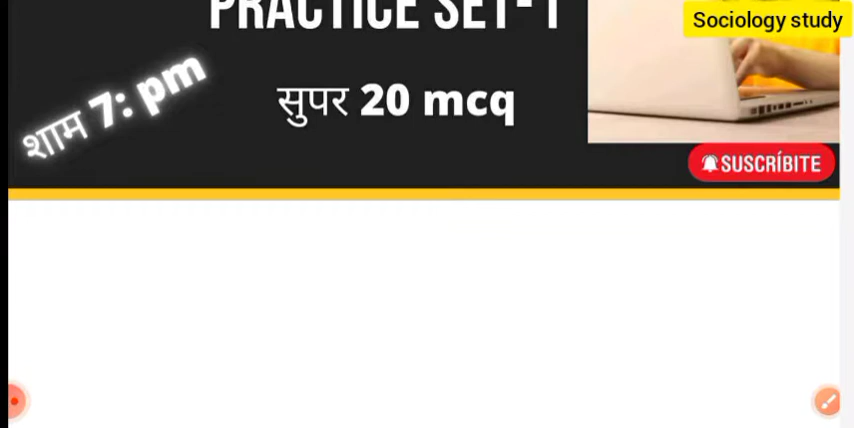 PRACTICE SET-1
Sociology study
शाम 7: pm
सुपर 20 mcq
SUSCRÍBITE